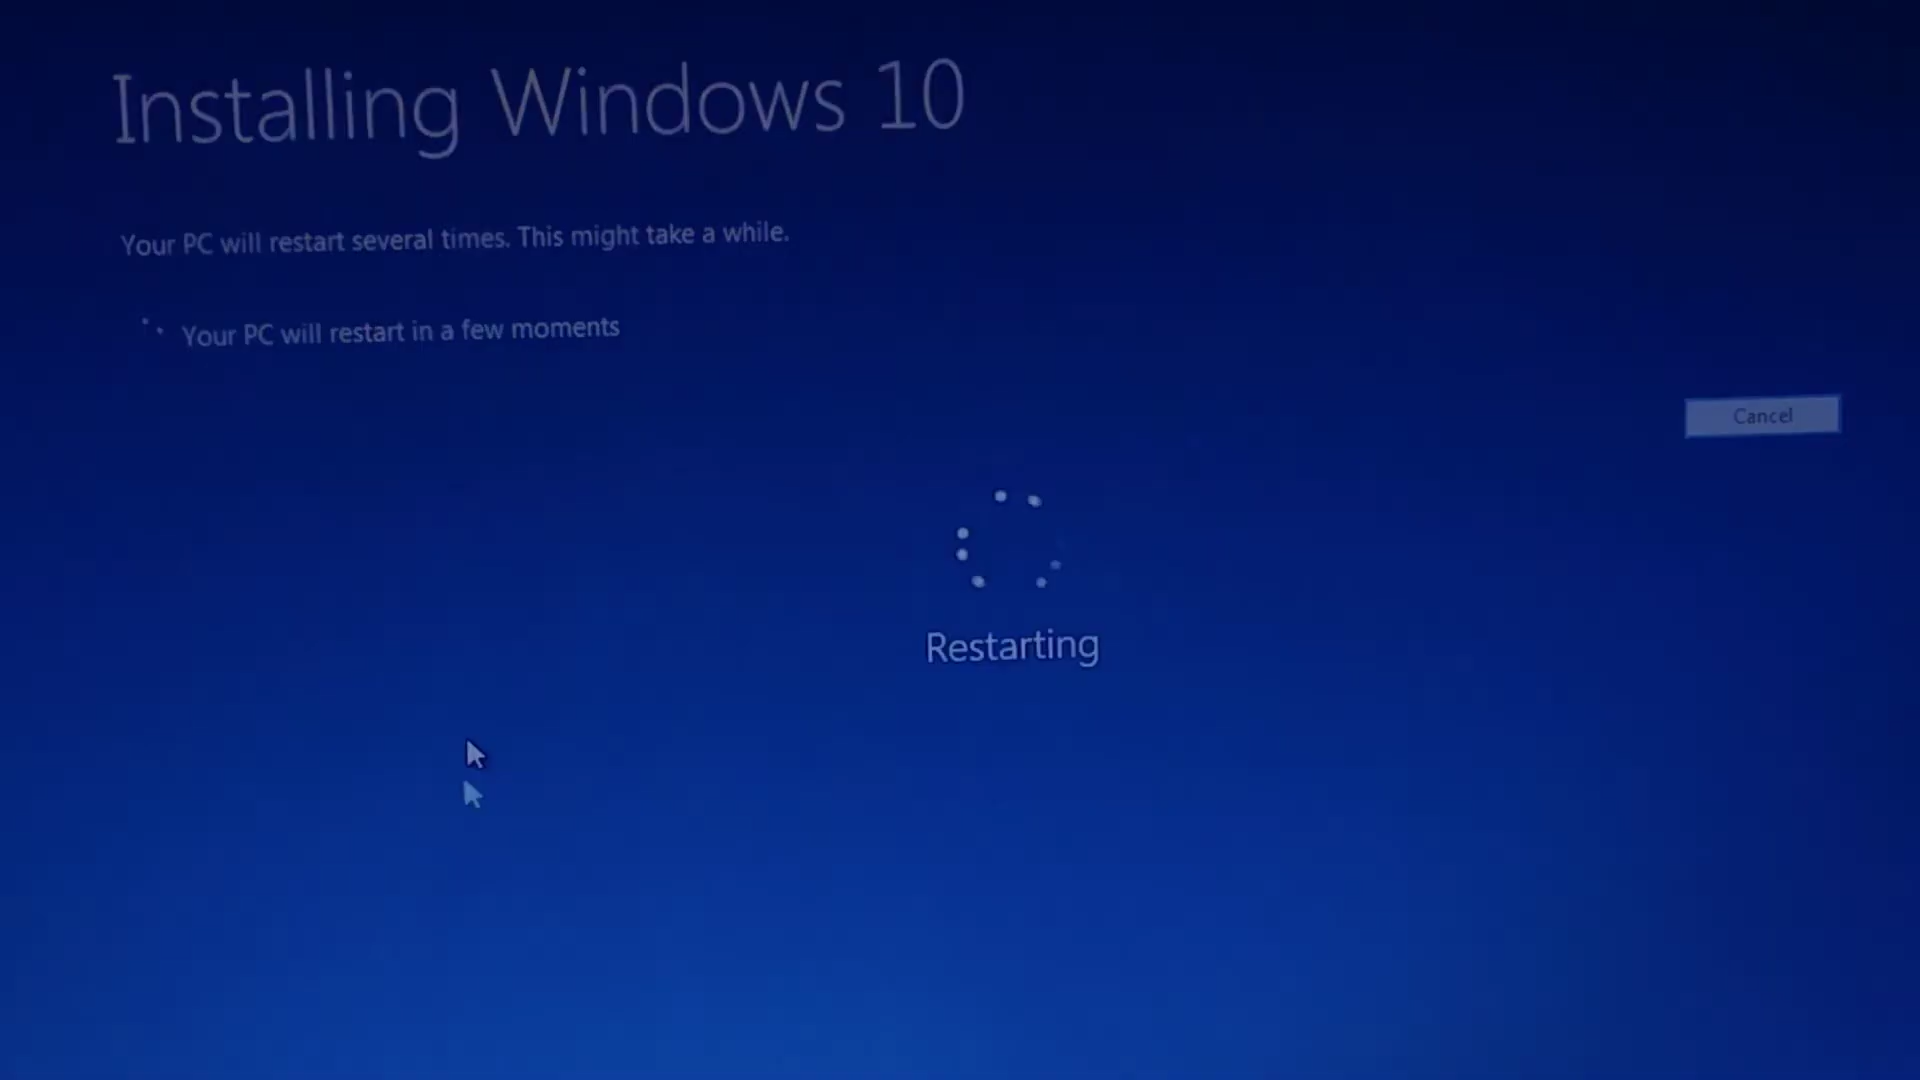 Installing Windows 10
Your PC will restart several times. This might take a while.
Your PC will restart in a few moments
Cancel
Restarting